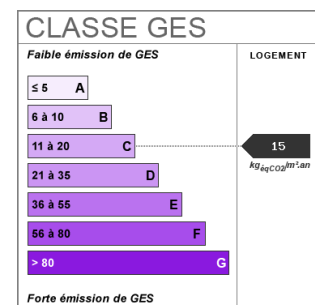 CLASSE GES
Faible émission de GES
LOGEMENT
≤ 5 A
6 à 10 B
11 à 20 C
15
kgéqCO2/m².an
21 à 35 D
36 à 55 E
56 à 80 F
> 80 G
Forte émission de GES